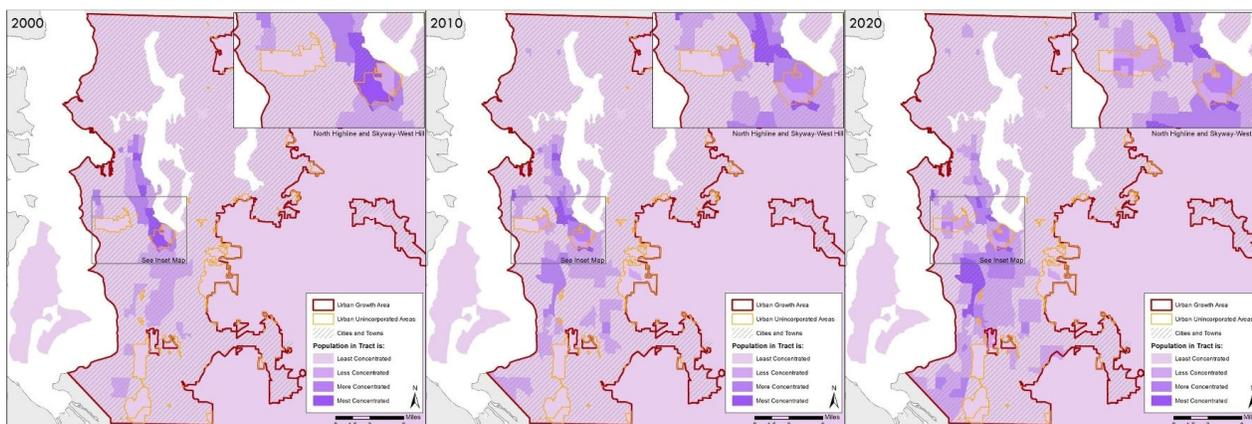 2000
North Highline and Skyway-West Hill
See Inset Map
Urban Growth Area
Urban Unincorporated Areas
Cities and Towns
Population in Tract is:
Least Concentrated
Less Concentrated
More Concentrated
Most Concentrated
N
Miles
2010
North Highline and Skyway-West Hill
See Inset Map
Urban Growth Area
Urban Unincorporated Areas
Cities and Towns
Population in Tract is:
Least Concentrated
Less Concentrated
More Concentrated
Most Concentrated
N
Miles
2020
North Highline and Skyway-West Hill
See Inset Map
Urban Growth Area
Urban Unincorporated Areas
Cities and Towns
Population in Tract is:
Least Concentrated
Less Concentrated
More Concentrated
Most Concentrated
Miles